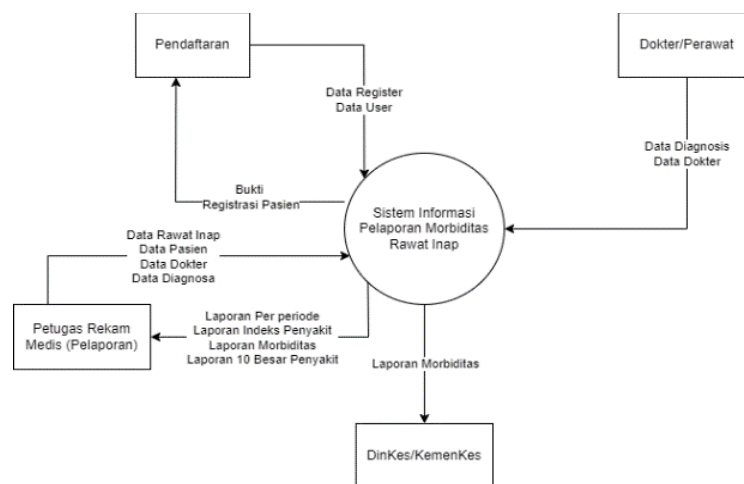 Pendaftaran
Dokter/Perawat
Data Register
Data User
Data Diagnosis
Data Dokter
Bukti
Registrasi Pasien
Sistem Informasi
Pelaporan Morbiditas
Rawat Inap
Data Rawat Inap
Data Pasien
Data Dokter
Data Diagnosa
Petugas Rekam
Medis (Pelaporan)
Laporan Per periode
Laporan Indeks Penyakit
Laporan Morbiditas
Laporan 10 Besar Penyakit
Laporan Morbiditas
DinKes/KemenKes